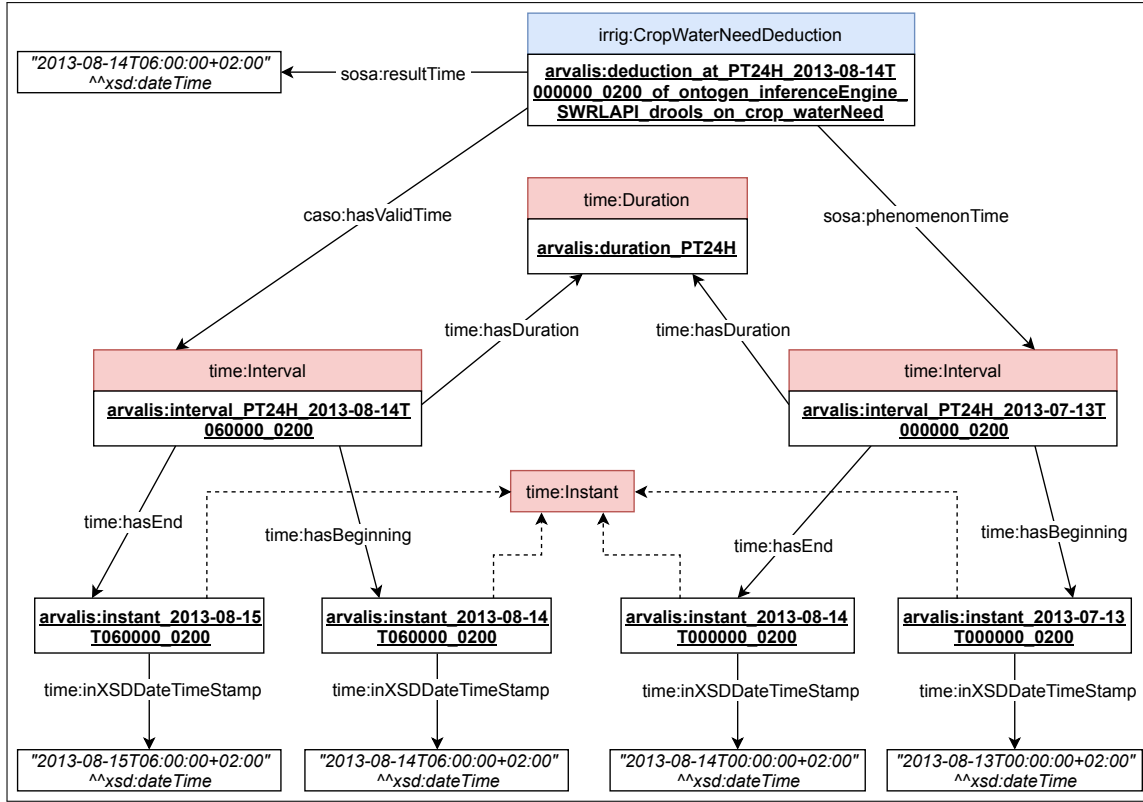 irrig:CropWaterNeedDeduction
"2013-08-14T06:00:00+02:00"
^^xsd:dateTime
sosa:resultTime
arvalis:deduction_at_PT24H_2013-08-14T
000000_0200_of_ontogen_inferenceEngine_
SWRLAPI_drools_on_crop_waterNeed
caso:hasValidTime
time:Duration
sosa:phenomenonTime
arvalis:duration_PT24H
time:hasDuration
time:hasDuration
time:Interval
time:Interval
arvalis:interval_PT24H_2013-08-14T
060000_0200
arvalis:interval_PT24H_2013-07-13T
000000_0200
time:Instant
time:hasEnd
time:hasBeginning
time:hasEnd
time:hasBeginning
arvalis:instant_2013-08-15
T060000_0200
arvalis:instant_2013-08-14
T060000_0200
arvalis:instant_2013-08-14
T000000_0200
arvalis:instant_2013-07-13
T000000_0200
time:inXSDDateTimeStamp
time:inXSDDateTimeStamp
time:inXSDDateTimeStamp
time:inXSDDateTimeStamp
"2013-08-15T06:00:00+02:00"
^^xsd:dateTime
"2013-08-14T06:00:00+02:00"
^^xsd:dateTime
"2013-08-14T00:00:00+02:00"
^^xsd:dateTime
"2013-08-13T00:00:00+02:00"
^^xsd:dateTime